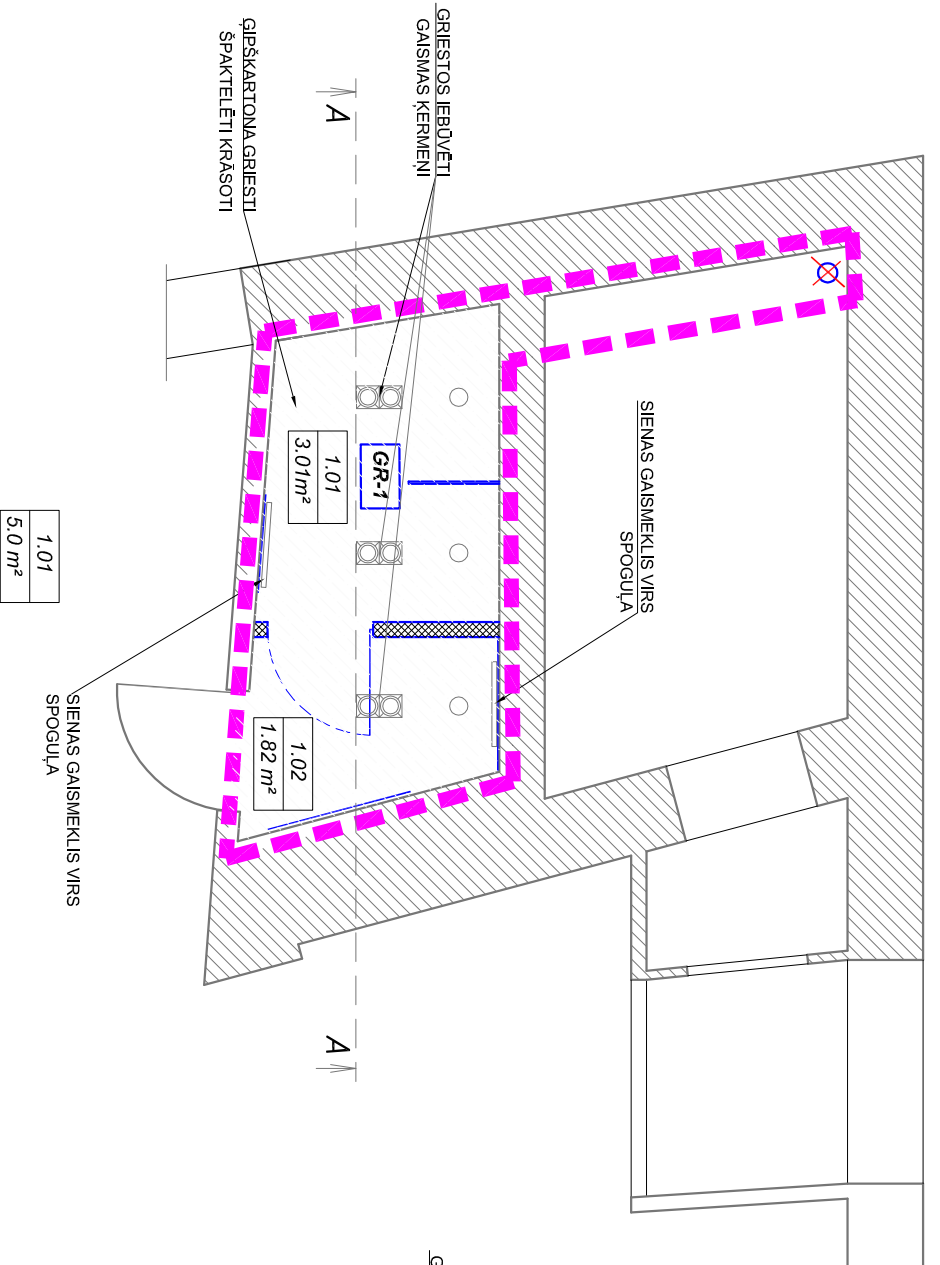 GRIESTOS IEBŪVĒTI
GAISMAS ĶERMEŅI
ĢIPŠKARTONA GRIESTI
ŠPAKTELĒTI KRĀSOTI
A
SIENAS GAISMEKLIS VIRS
SPOGUĻA
GR-1
1.01
3.01m²
1.02
1.82 m²
1.01
5.0 m²
SIENAS GAISMEKLIS VIRS
SPOGUĻA
A
G